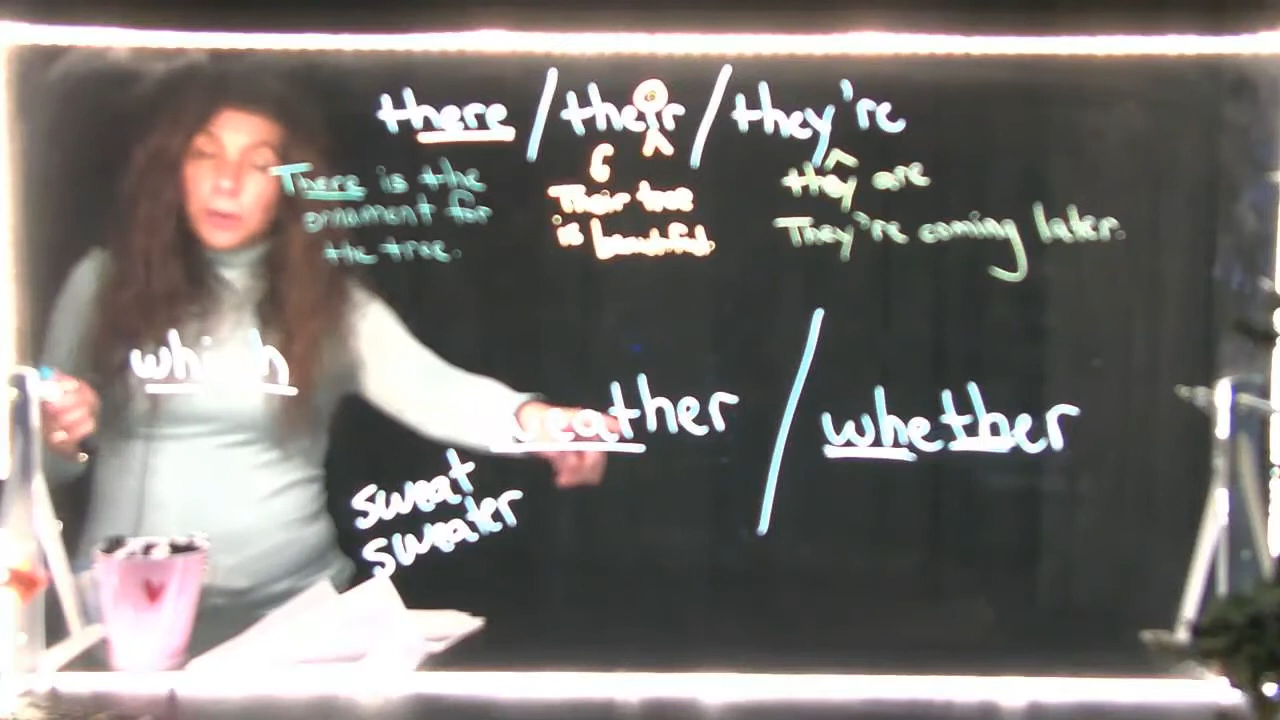 there / their / they're
There is the
ornament for
the tree.
Their tree
is beautiful.
they are
They're coming later.
which
weather / whether
sweat
sweater